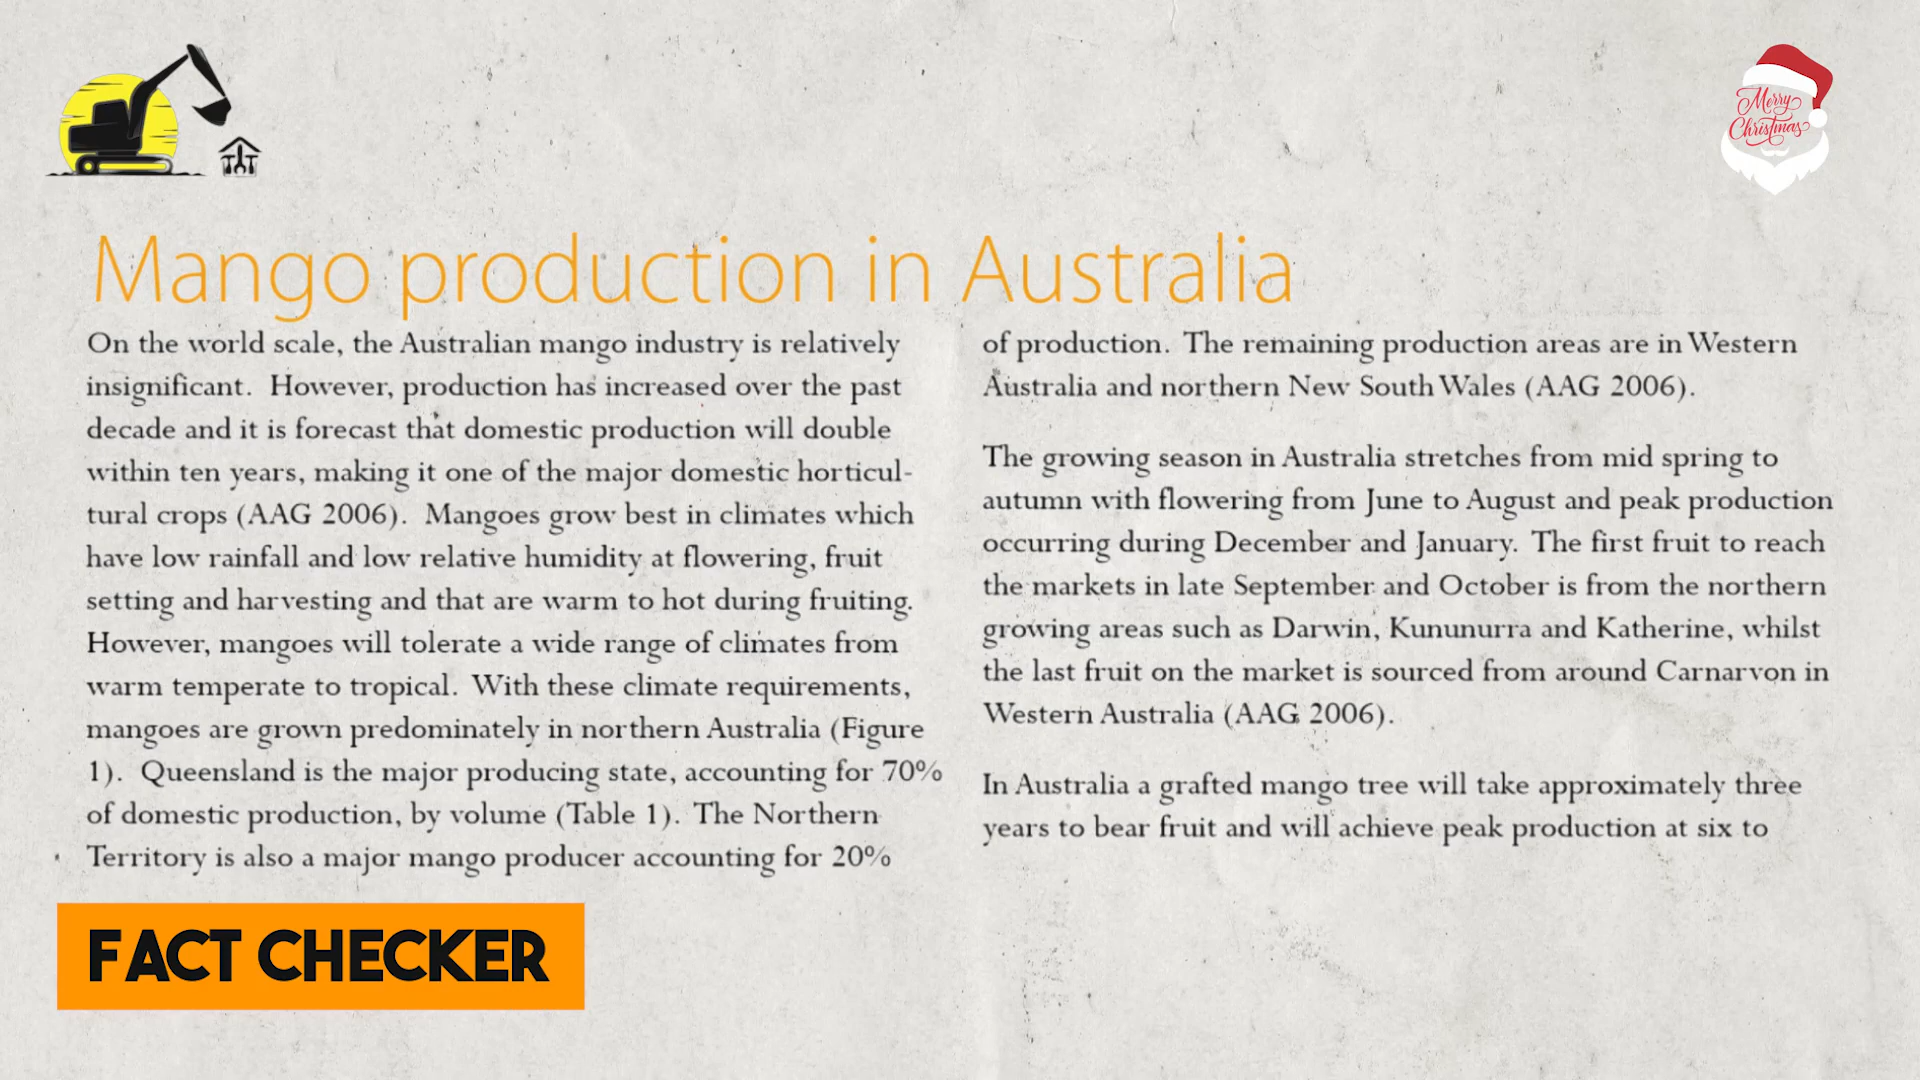 Merry
Christmas
Mango production in Australia
On the world scale, the Australian mango industry is relatively
insignificant. However, production has increased over the past
decade and it is forecast that domestic production will double
within ten years, making it one of the major domestic horticul-
tural crops (AAG 2006). Mangoes grow best in climates which
have low rainfall and low relative humidity at flowering, fruit
setting and harvesting and that are warm to hot during fruiting.
However, mangoes will tolerate a wide range of climates from
warm temperate to tropical. With these climate requirements,
mangoes are grown predominately in northern Australia (Figure
1). Queensland is the major producing state, accounting for 70%
of domestic production, by volume (Table 1). The Northern
Territory is also a major mango producer accounting for 20%
of production. The remaining production areas are in Western
Australia and northern New South Wales (AAG 2006).
The growing season in Australia stretches from mid spring to
autumn with flowering from June to August and peak production
occurring during December and January. The first fruit to reach
the markets in late September and October is from the northern
growing areas such as Darwin, Kununurra and Katherine, whilst
the last fruit on the market is sourced from around Carnarvon in
Western Australia (AAG 2006).
In Australia a grafted mango tree will take approximately three
years to bear fruit and will achieve peak production at six to
FACT CHECKER